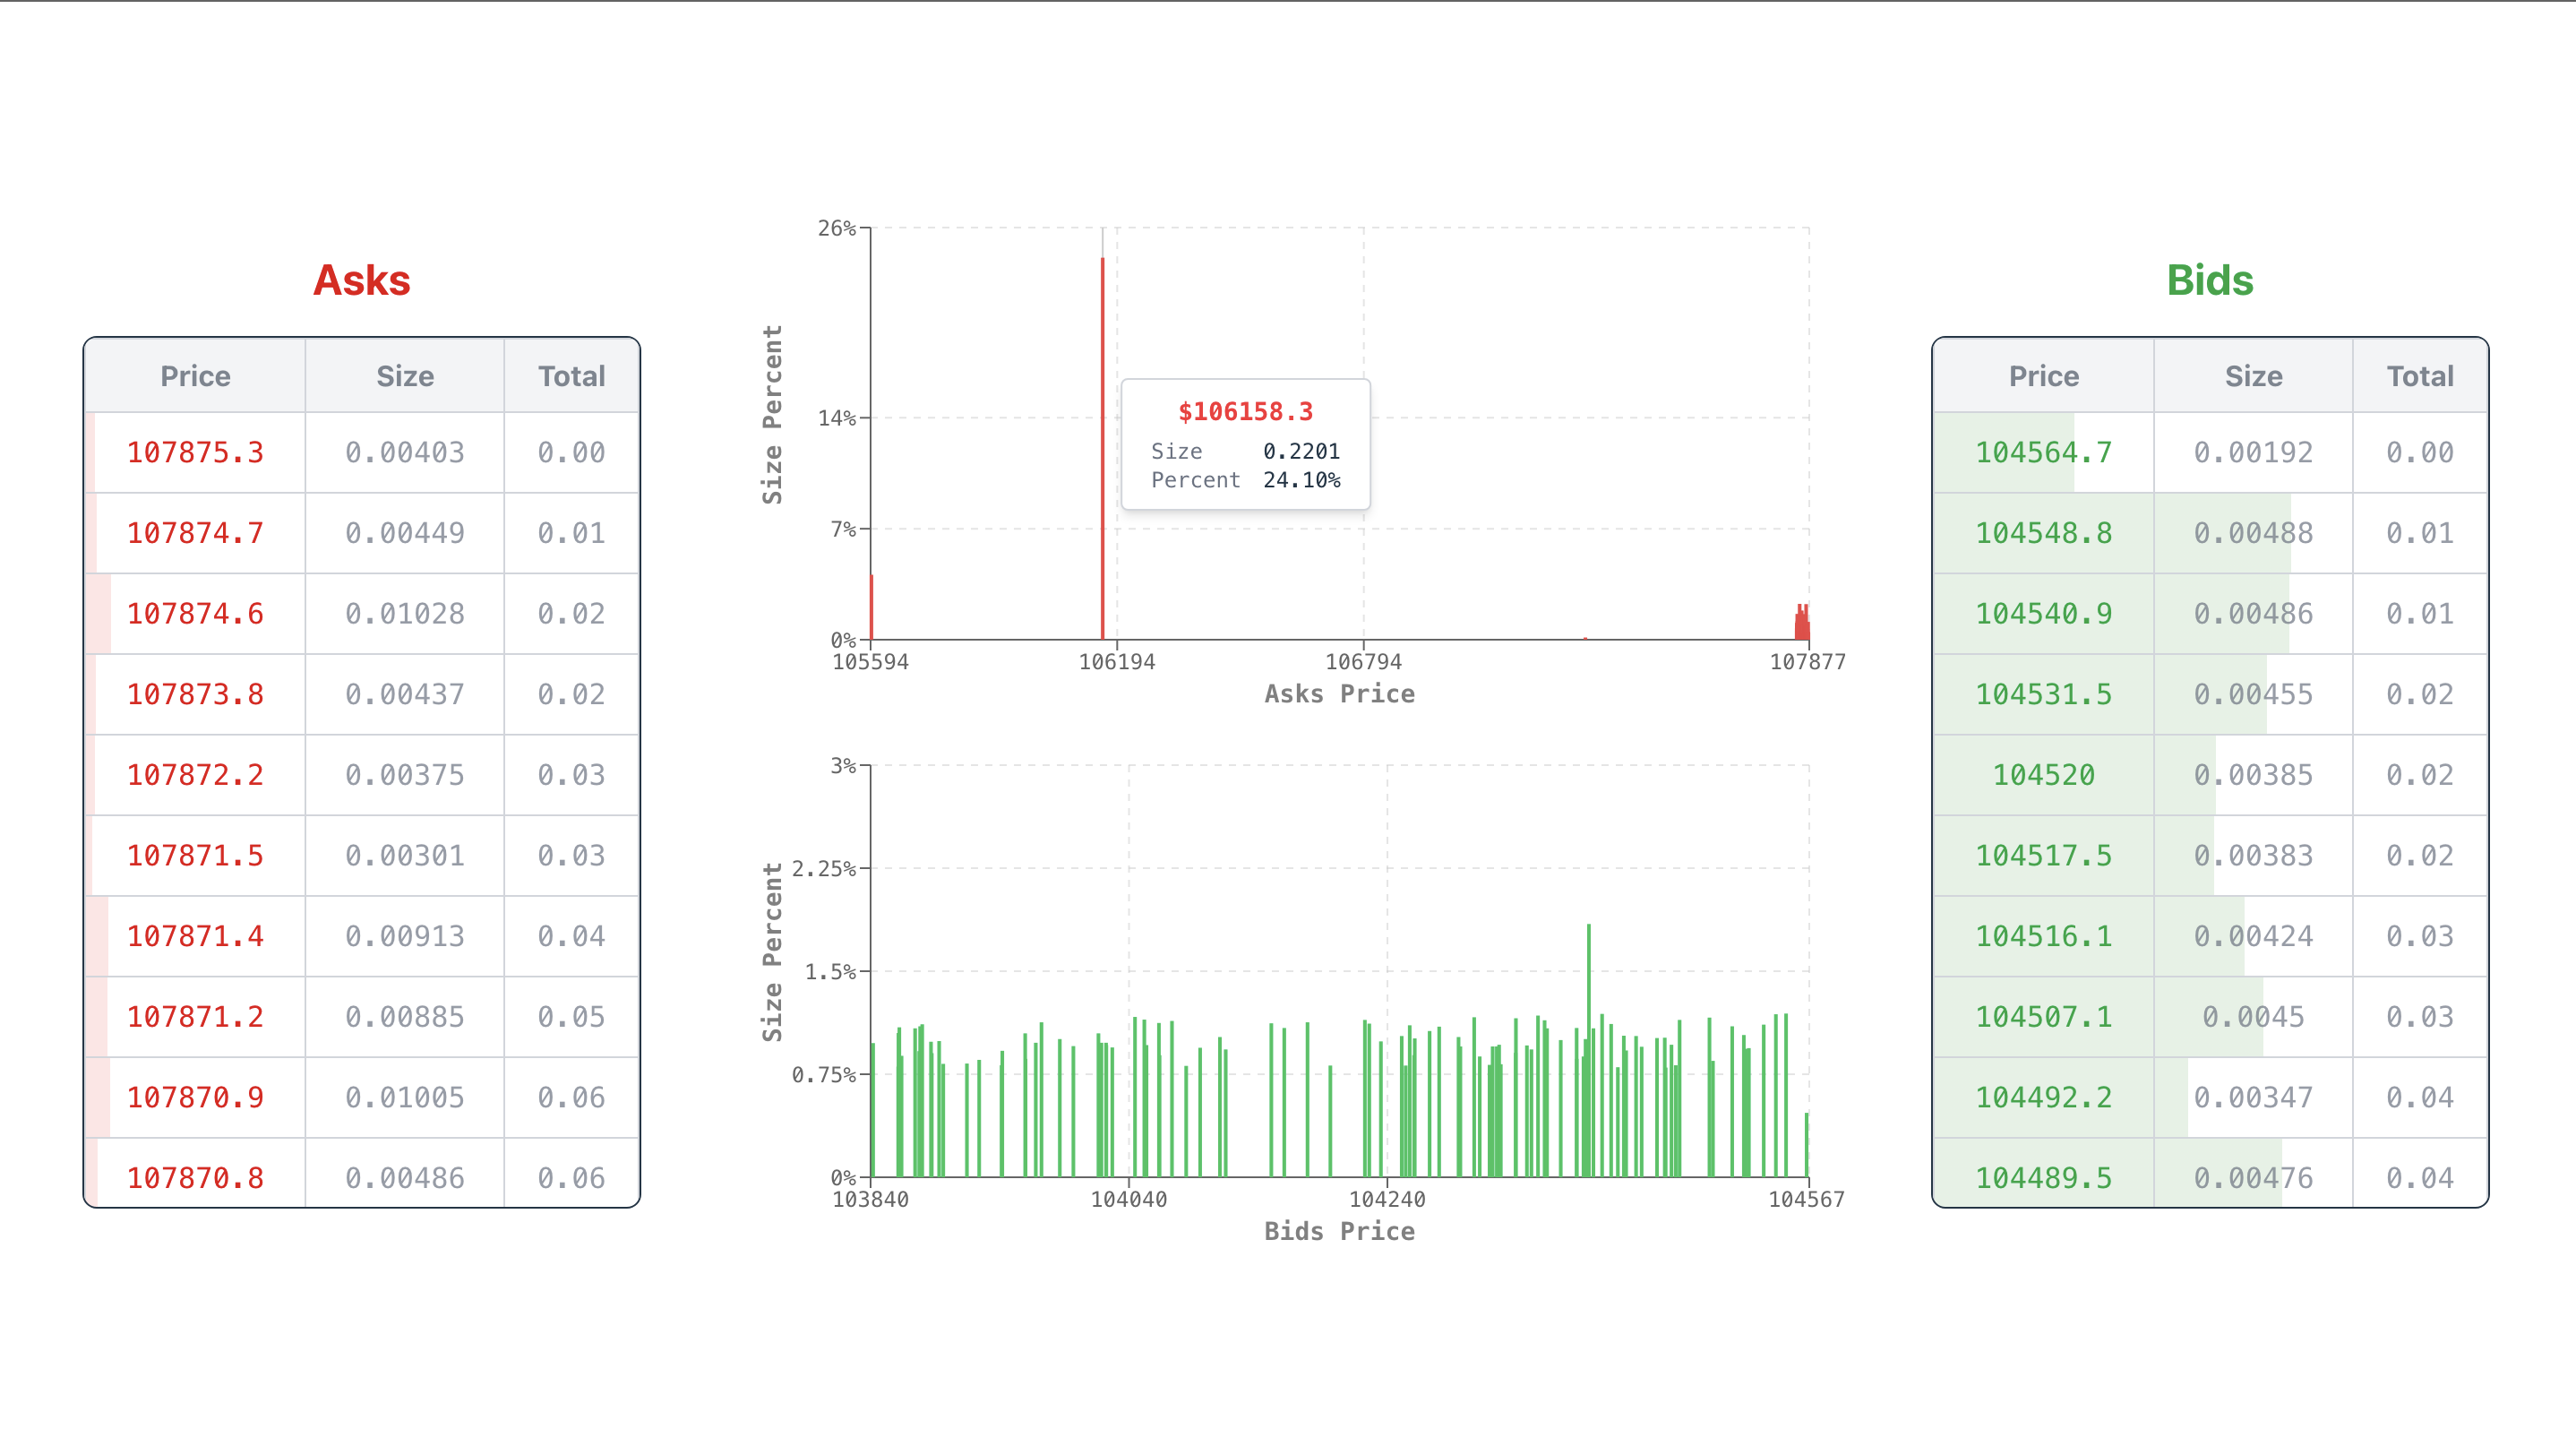 Asks
Price Size Total
107875.3 0.00403 0.00
107874.7 0.00449 0.01
107874.6 0.01028 0.02
107873.8 0.00437 0.02
107872.2 0.00375 0.03
107871.5 0.00301 0.03
107871.4 0.00913 0.04
107871.2 0.00885 0.05
107870.9 0.01005 0.06
107870.8 0.00486 0.06
Size Percent
26%
14%
7%
0%
$106158.3
Size 0.2201
Percent 24.10%
105594 106194 106794 107877
Asks Price
Size Percent
3%
2.25%
1.5%
0.75%
0%
103840 104040 104240 104567
Bids Price
Bids
Price Size Total
104564.7 0.00192 0.00
104548.8 0.00488 0.01
104540.9 0.00486 0.01
104531.5 0.00455 0.02
104520 0.00385 0.02
104517.5 0.00383 0.02
104516.1 0.00424 0.03
104507.1 0.0045 0.03
104492.2 0.00347 0.04
104489.5 0.00476 0.04